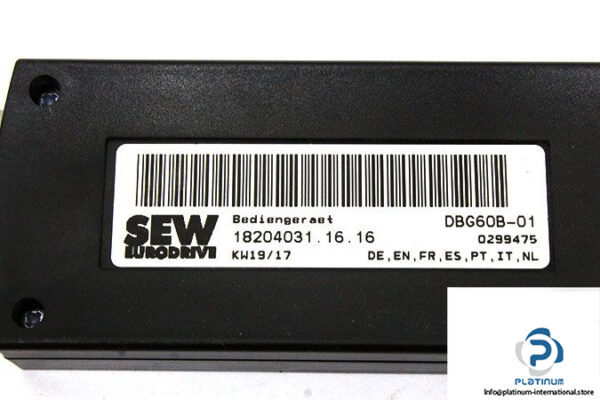 SEW
EURODRIVE
Bediengeraet
DBG60B-01
18204031.16.16
0299475
KW19/17
DE,EN,FR,ES,PT,IT,NL
PLATINUM
Info@platinum-international.store